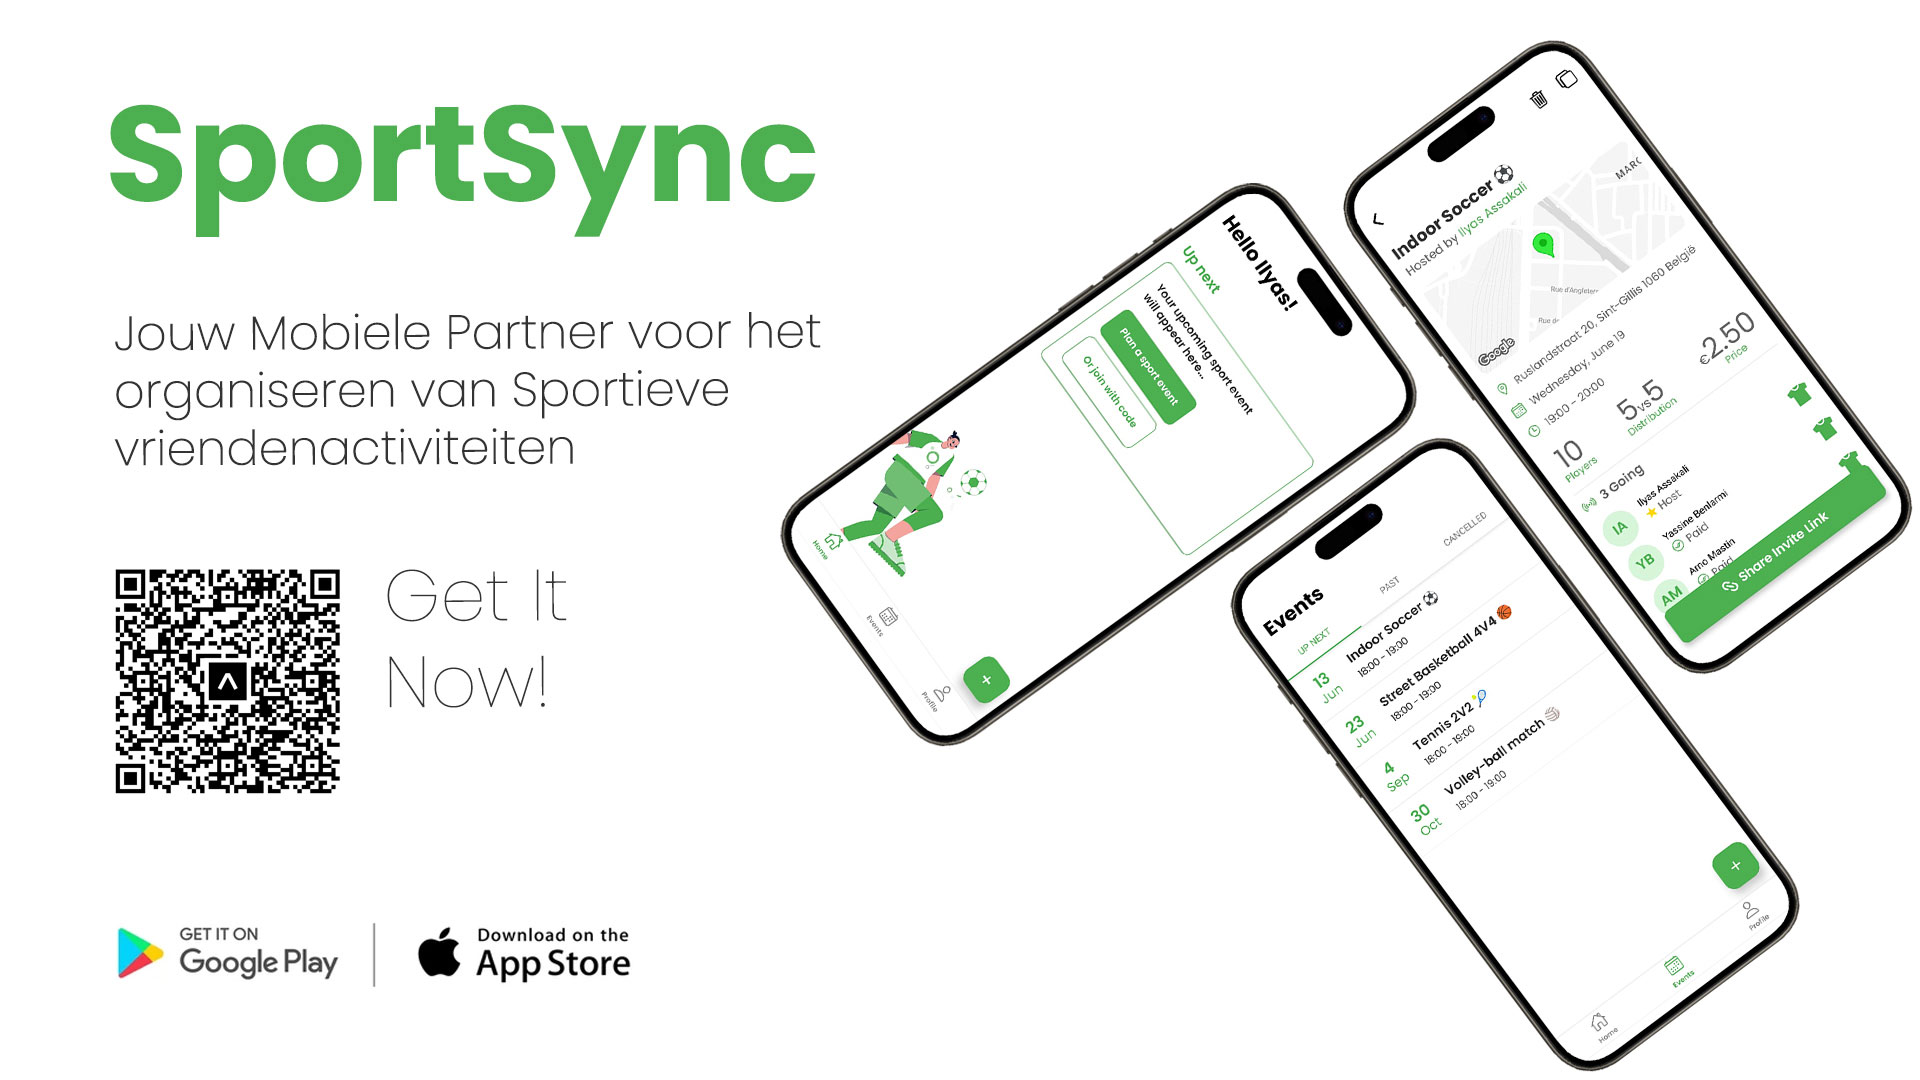 SportSync
Jouw Mobiele Partner voor het
organiseren van Sportieve
vriendenactiviteiten
Get It
Now!
GET IT ON
Google Play
Download on the
App Store
Hello Ilyas!
Up next
Your upcoming sport event
will appear here...
Plan a sport event
Or join with code
Home
Events
Profile
+
Indoor Soccer ⚽
Hosted by Ilyas Assakali
MARC
Rue d'Angleterr
Rue de
Google
Ruslandstraat 20, Sint-Gillis 1060 België
Wednesday, June 19
19:00 - 20:00
10
Players
5vs5
Distribution
€2.50
Price
3 Going
IA
Ilyas Assakali
⭐ Host
YB
Yassine Benlarmi
Paid
AM
Arno Mastin
Paid
Share Invite Link
Events
UP NEXT
PAST
CANCELLED
13
Jun
Indoor Soccer ⚽
18:00 - 19:00
23
Jun
Street Basketball 4V4 🏀
18:00 - 19:00
4
Sep
Tennis 2V2 🎾
18:00 - 19:00
30
Oct
Volley-ball match 🏐
18:00 - 19:00
+
Home
Events
Profile